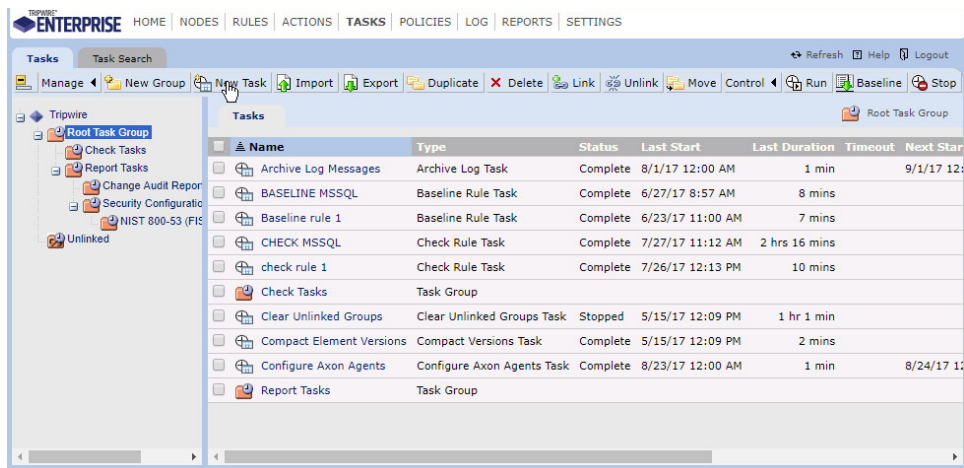 TRIPWIRE®
ENTERPRISE HOME NODES RULES ACTIONS TASKS POLICIES LOG REPORTS SETTINGS
Tasks Task Search Refresh Help Logout
Manage New Group New Task Import Export Duplicate Delete Link Unlink Move Control Run Baseline Stop
Tripwire
Root Task Group
Check Tasks
Report Tasks
Change Audit Repor
Security Configuratio
NIST 800-53 (FIS
Unlinked
Tasks Root Task Group
Name Type Status Last Start Last Duration Timeout Next Star
Archive Log Messages Archive Log Task Complete 8/1/17 12:00 AM 1 min 9/1/17 12:
BASELINE MSSQL Baseline Rule Task Complete 6/27/17 8:57 AM 8 mins
Baseline rule 1 Baseline Rule Task Complete 6/23/17 11:00 AM 7 mins
CHECK MSSQL Check Rule Task Complete 7/27/17 11:12 AM 2 hrs 16 mins
check rule 1 Check Rule Task Complete 7/26/17 12:13 PM 10 mins
Check Tasks Task Group
Clear Unlinked Groups Clear Unlinked Groups Task Stopped 5/15/17 12:09 PM 1 hr 1 min
Compact Element Versions Compact Versions Task Complete 5/15/17 12:09 PM 2 mins
Configure Axon Agents Configure Axon Agents Task Complete 8/23/17 12:00 AM 1 min 8/24/17 12
Report Tasks Task Group